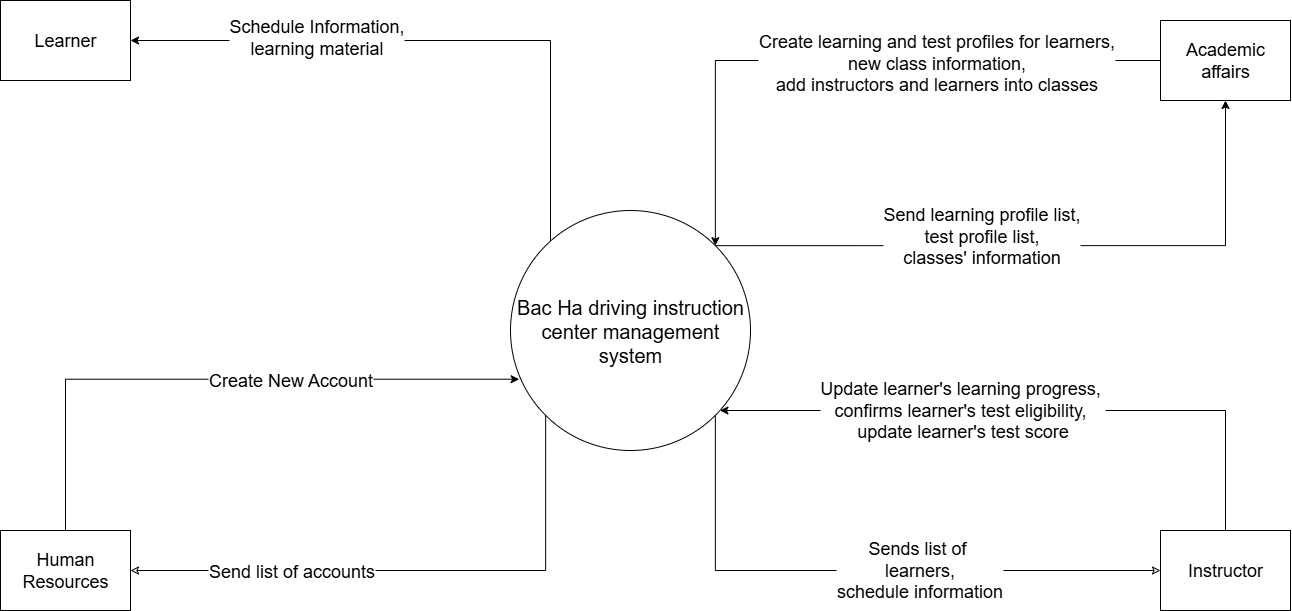 Learner
Schedule Information,
learning material
Create learning and test profiles for learners,
new class information,
add instructors and learners into classes
Academic
affairs
Send learning profile list,
test profile list,
classes' information
Bac Ha driving instruction
center management
system
Create New Account
Update learner's learning progress,
confirms learner's test eligibility,
update learner's test score
Human
Resources
Send list of accounts
Sends list of
learners,
schedule information
Instructor